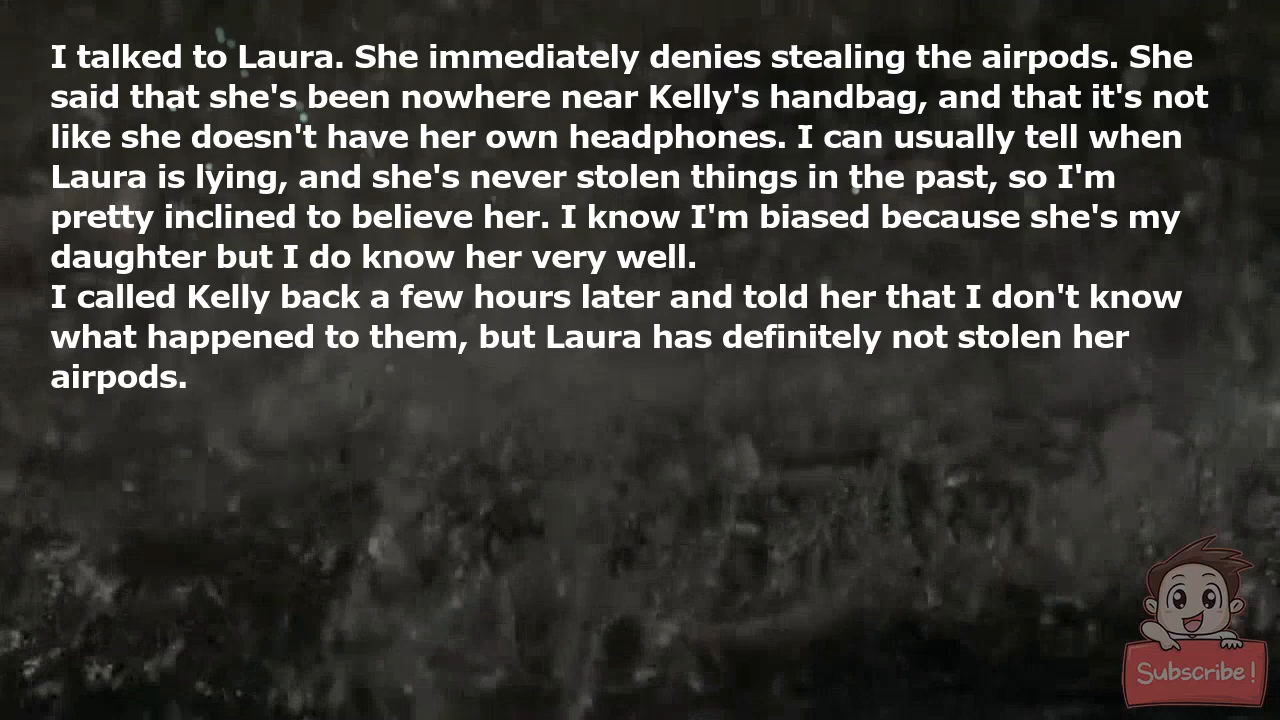 I talked to Laura. She immediately denies stealing the airpods. She
said that she's been nowhere near Kelly's handbag, and that it's not
like she doesn't have her own headphones. I can usually tell when
Laura is lying, and she's never stolen things in the past, so I'm
pretty inclined to believe her. I know I'm biased because she's my
daughter but I do know her very well.
I called Kelly back a few hours later and told her that I don't know
what happened to them, but Laura has definitely not stolen her
airpods.
Subscribe!